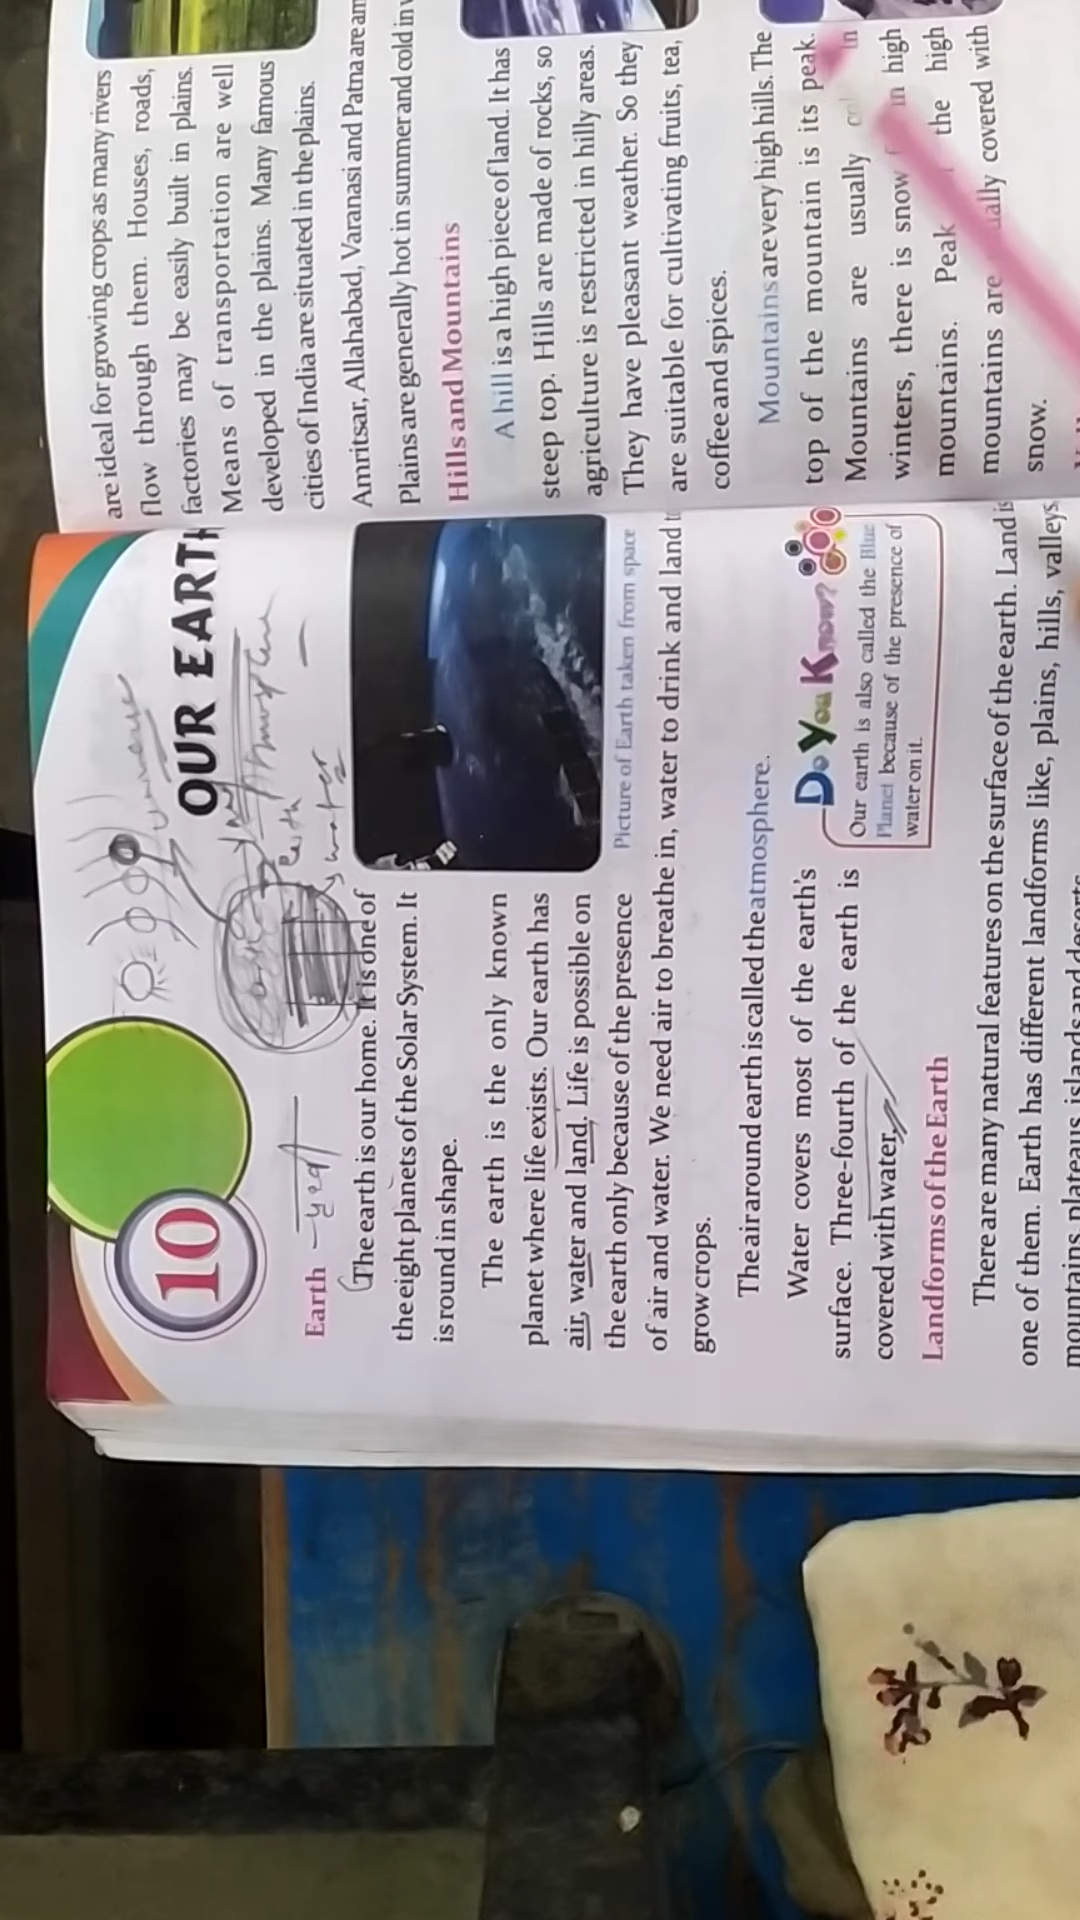 10
OUR EARTH
Earth
The earth is our home. It is one of
the eight planets of the Solar System. It
is round in shape.
The earth is the only known
planet where life exists. Our earth has
air, water and land. Life is possible on
the earth only because of the presence
of air and water. We need air to breathe in, water to drink and land to
grow crops.
Picture of Earth taken from space
The air around earth is called the atmosphere.
Water covers most of the earth's
surface. Three-fourth of the earth is
covered with water.
Do You Know?
Our earth is also called the Blue
Planet because of the presence of
water on it.
Landforms of the Earth
There are many natural features on the surface of the earth. Land is
one of them. Earth has different landforms like, plains, hills, valleys,
mountains, plateaus, islands and deserts
water
are ideal for growing crops as many rivers
flow through them. Houses, roads,
factories may be easily built in plains.
Means of transportation are well
developed in the plains. Many famous
cities of India are situated in the plains.
Amritsar, Allahabad, Varanasi and Patna are am
Plains are generally hot in summer and cold in w
Hills and Mountains
A hill is a high piece of land. It has
steep top. Hills are made of rocks, so
agriculture is restricted in hilly areas.
They have pleasant weather. So they
are suitable for cultivating fruits, tea,
coffee and spices.
Mountains are very high hills. The
top of the mountain is its peak.
Mountains are usually in
winters, there is snow in high
mountains. Peak the high
mountains are covered with
snow.